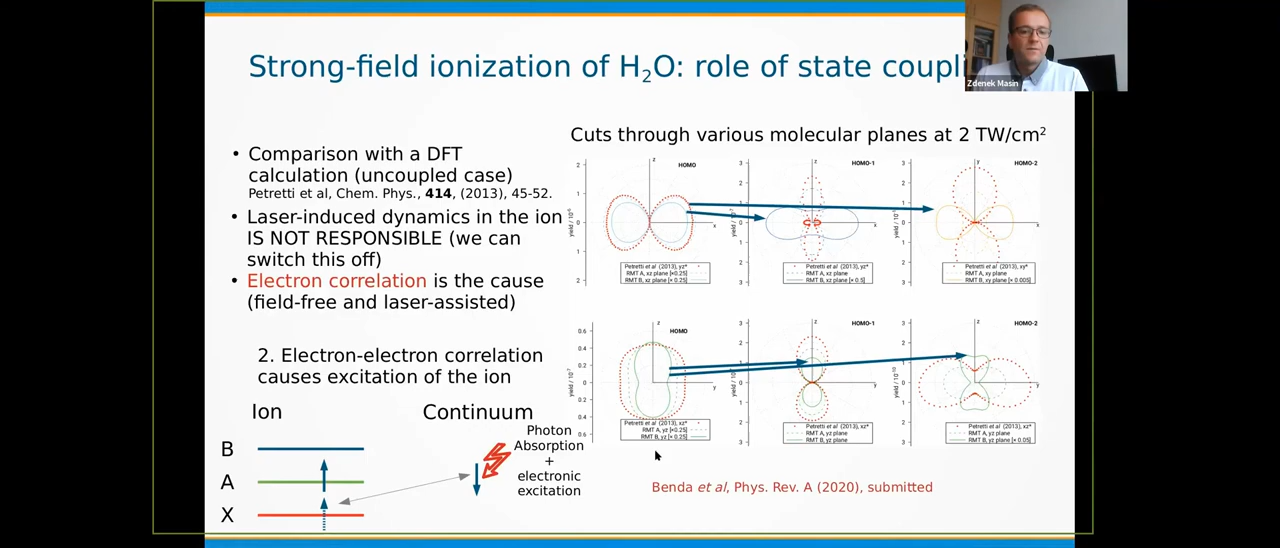 Strong-field ionization of H₂O: role of state coupli
Zdenek Masin
• Comparison with a DFT
calculation (uncoupled case)
Petretti et al, Chem. Phys., 414, (2013), 45-52.
• Laser-induced dynamics in the ion
IS NOT RESPONSIBLE (we can
switch this off)
• Electron correlation is the cause
(field-free and laser-assisted)
2. Electron-electron correlation
causes excitation of the ion
Ion
Continuum
Photon
Absorption
+
electronic
excitation
B
A
X
Cuts through various molecular planes at 2 TW/cm²
HOMO
Petretti et al (2013), yz*
RMT A, xz plane [×0.25]
RMT B, xz plane [× 0.25]
HOMO-1
Petretti et al (2013), yz*
RMT A, xz plane
RMT B, xz plane [× 0.5]
HOMO-2
Petretti et al (2013), xy*
RMT A, xy plane
RMT B, xy plane [× 0.005]
HOMO
Petretti et al (2013), xz*
RMT A, yz [×0.25]
RMT B, yz [× 0.25]
HOMO-1
Petretti et al (2013), xz*
RMT A, yz plane
RMT B, yz plane
HOMO-2
Petretti et al (2013), xz*
RMT A, yz plane
RMT B, yz plane [× 0.05]
Benda et al, Phys. Rev. A (2020), submitted